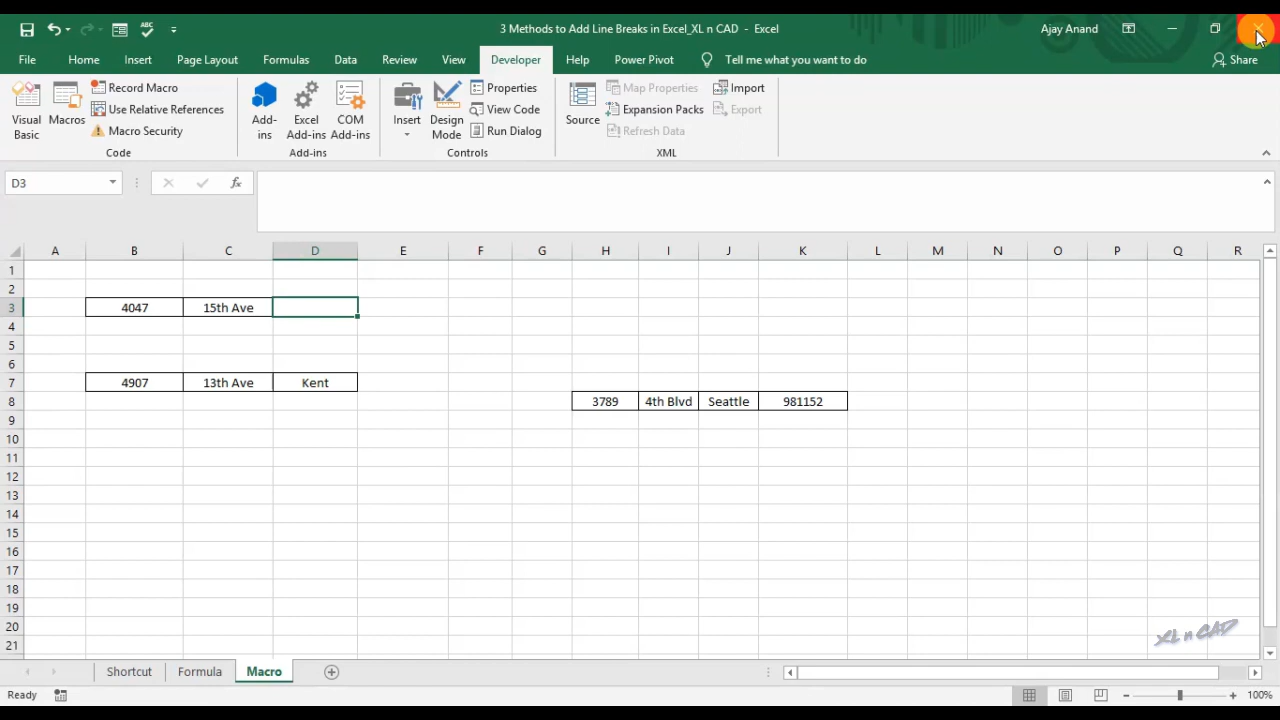 3 Methods to Add Line Breaks in Excel_XL n CAD - Excel
Ajay Anand
File Home Insert Page Layout Formulas Data Review View Developer Help Power Pivot Tell me what you want to do Share
Visual Basic
Macros
Record Macro
Use Relative References
Macro Security
Code
Add-ins
Excel Add-ins
COM Add-ins
Add-ins
Insert
Design Mode
Properties
View Code
Run Dialog
Controls
Source
Map Properties
Expansion Packs
Refresh Data
Import
Export
XML
D3
fx
A B C D E F G H I J K L M N O P Q R
1
2
3 4047 15th Ave
4
5
6
7 4907 13th Ave Kent
8 3789 4th Blvd Seattle 981152
9
10
11
12
13
14
15
16
17
18
19
20
21
XL n CAD
Shortcut Formula Macro
Ready 100%